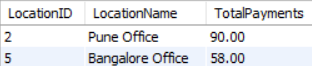 LocationID LocationName TotalPayments
2 Pune Office 90.00
5 Bangalore Office 58.00